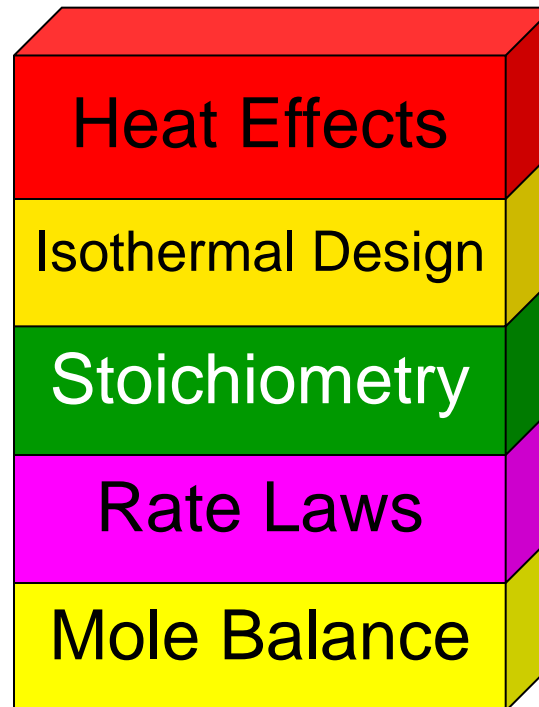 Heat Effects
Isothermal Design
Stoichiometry
Rate Laws
Mole Balance